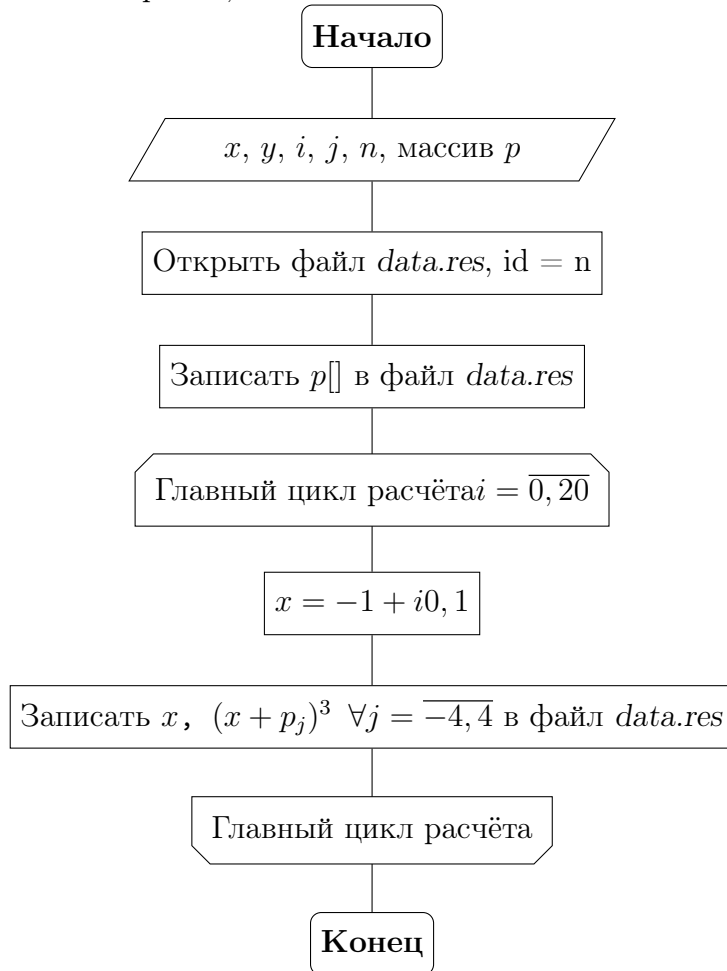 Начало
x, y, i, j, n, массив p
Открыть файл data.res, id = n
Записать p[] в файл data.res
Главный цикл расчётаi = 0, 20
x = −1 + i0, 1
Записать x, (x + pⱼ)³ ∀j = −4, 4 в файл data.res
Главный цикл расчёта
Конец